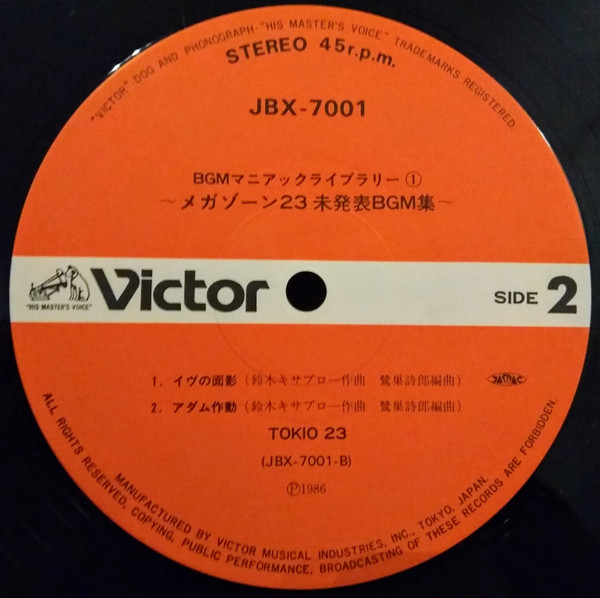 "VICTOR" DOG AND PHONOGRAPH-"HIS MASTER'S VOICE" TRADEMARKS REGISTERED.
STEREO 45r.p.m.
JBX-7001
BGMマニアックライブラリー①
～メガゾーン23 未発表BGM集～
"HIS MASTER'S VOICE"
Victor
SIDE 2
1. イヴの面影(鈴木キサブロー作曲 鷺巣詩郎編曲)
JASRAC
2. アダム作動(鈴木キサブロー作曲 鷺巣詩郎編曲)
TOKIO 23
(JBX-7001-B)
Ⓟ1986
MANUFACTURED BY VICTOR MUSICAL INDUSTRIES, INC., TOKYO, JAPAN.
ALL RIGHTS RESERVED, COPYING, PUBLIC PERFORMANCE, BROADCASTING OF THESE RECORDS ARE FORBIDDEN.